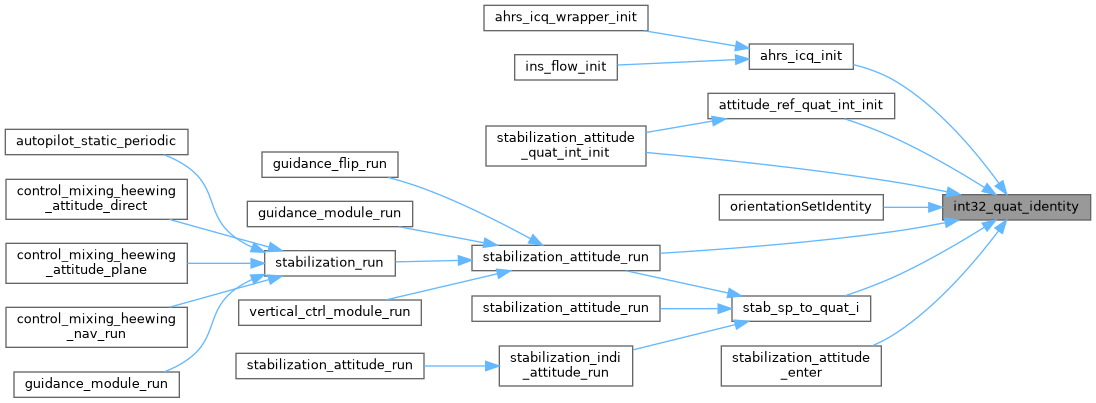 ahrs_icq_wrapper_init
ins_flow_init
ahrs_icq_init
attitude_ref_quat_int_init
stabilization_attitude
_quat_int_init
autopilot_static_periodic
guidance_flip_run
control_mixing_heewing
_attitude_direct
guidance_module_run
orientationSetIdentity
int32_quat_identity
control_mixing_heewing
_attitude_plane
stabilization_run
stabilization_attitude_run
vertical_ctrl_module_run
stabilization_attitude_run
stab_sp_to_quat_i
control_mixing_heewing
_nav_run
guidance_module_run
stabilization_attitude_run
stabilization_indi
_attitude_run
stabilization_attitude
_enter